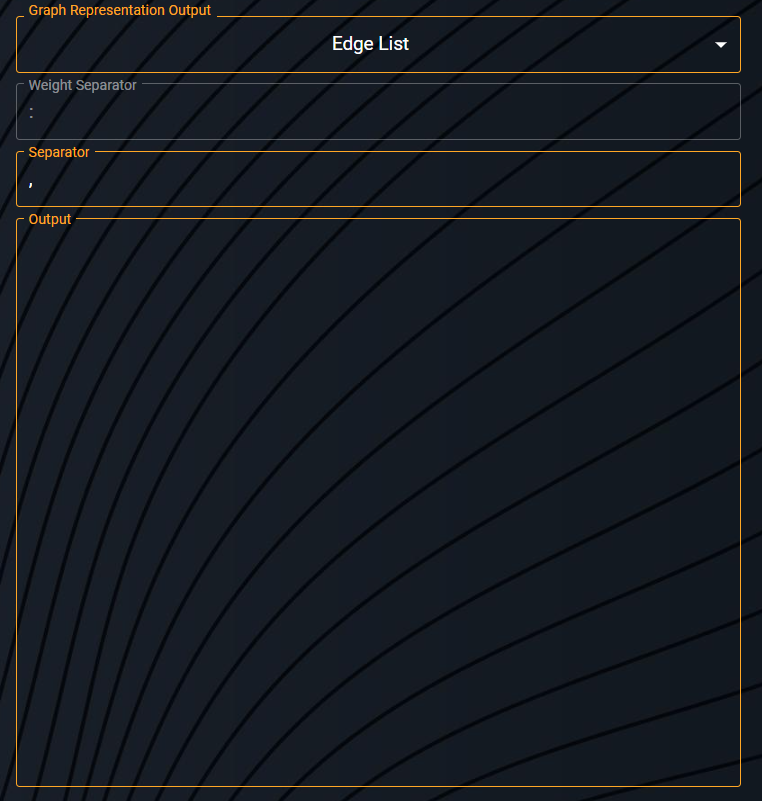 Graph Representation Output
Edge List
Weight Separator
:
Separator
,
Output